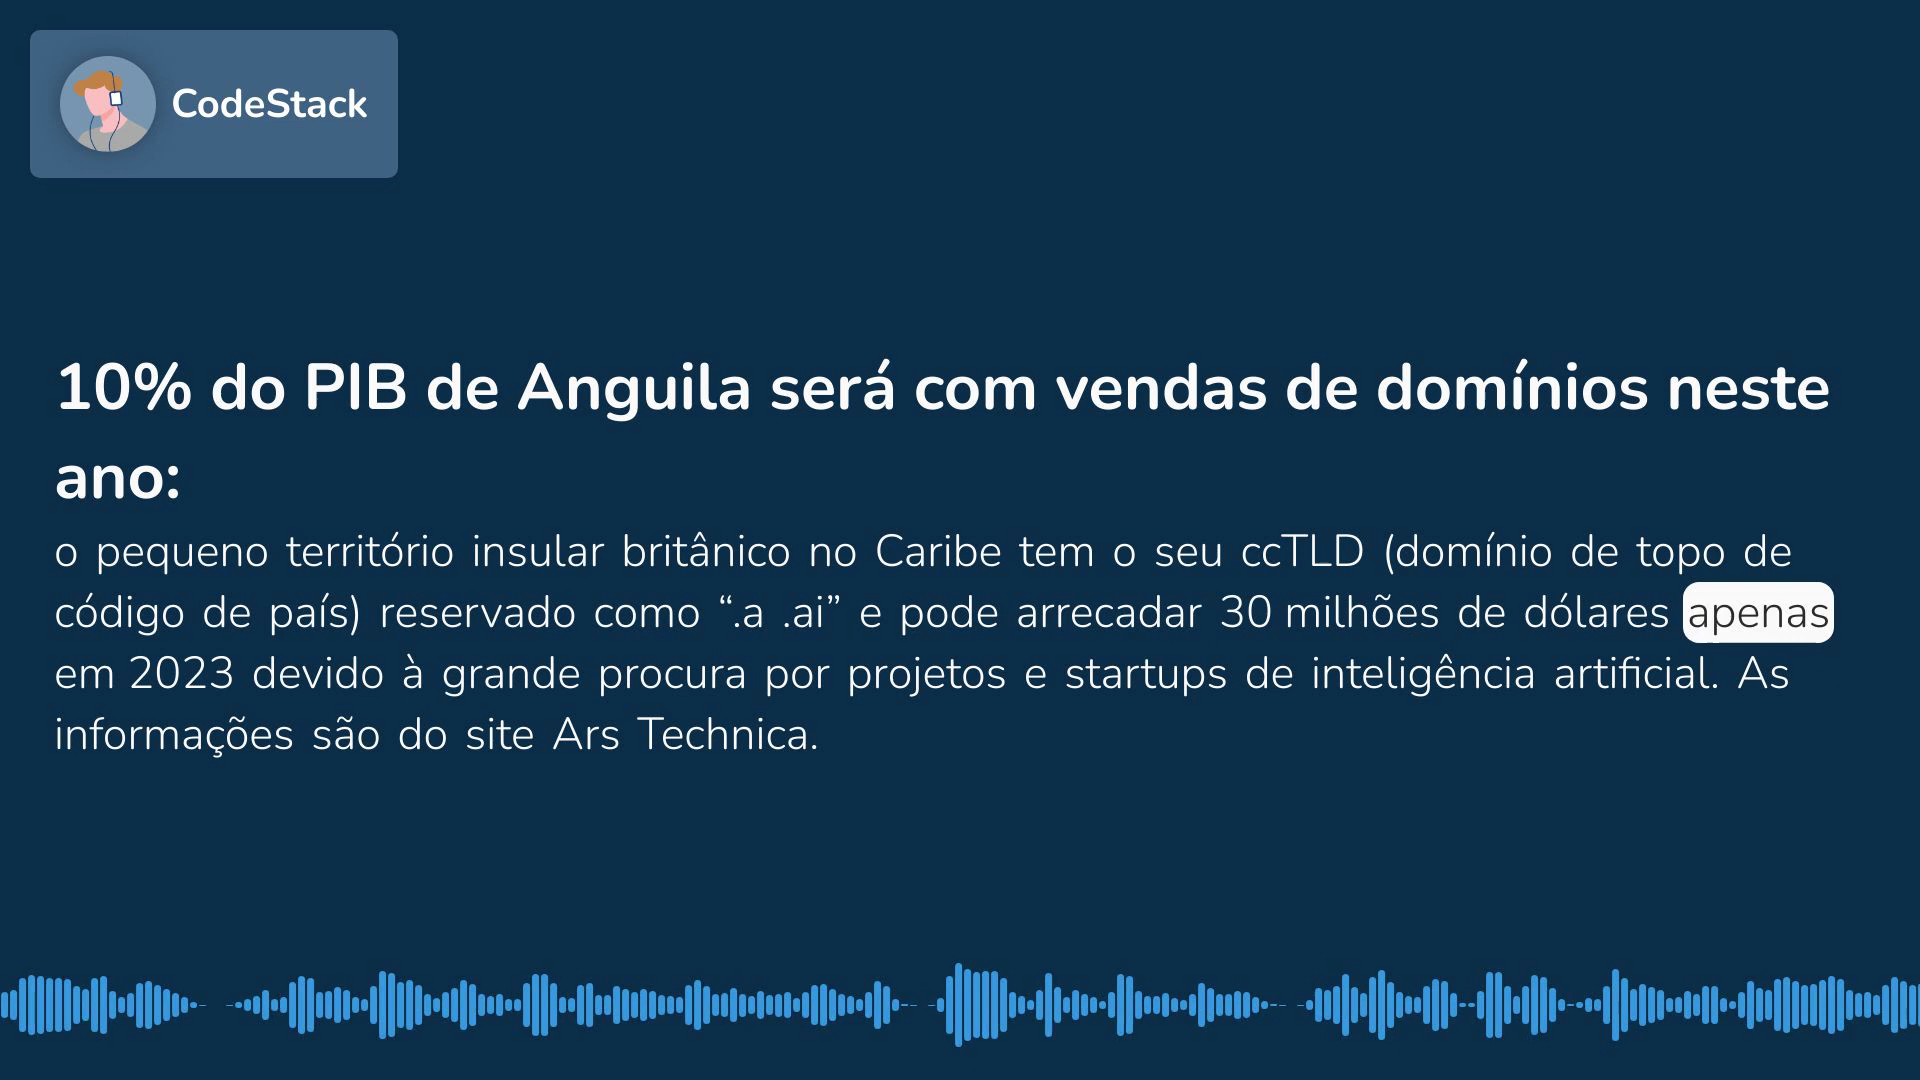 CodeStack
10% do PIB de Anguila será com vendas de domínios neste
ano:
o pequeno território insular britânico no Caribe tem o seu ccTLD (domínio de topo de
código de país) reservado como “.a .ai” e pode arrecadar 30 milhões de dólares apenas
em 2023 devido à grande procura por projetos e startups de inteligência artificial. As
informações são do site Ars Technica.